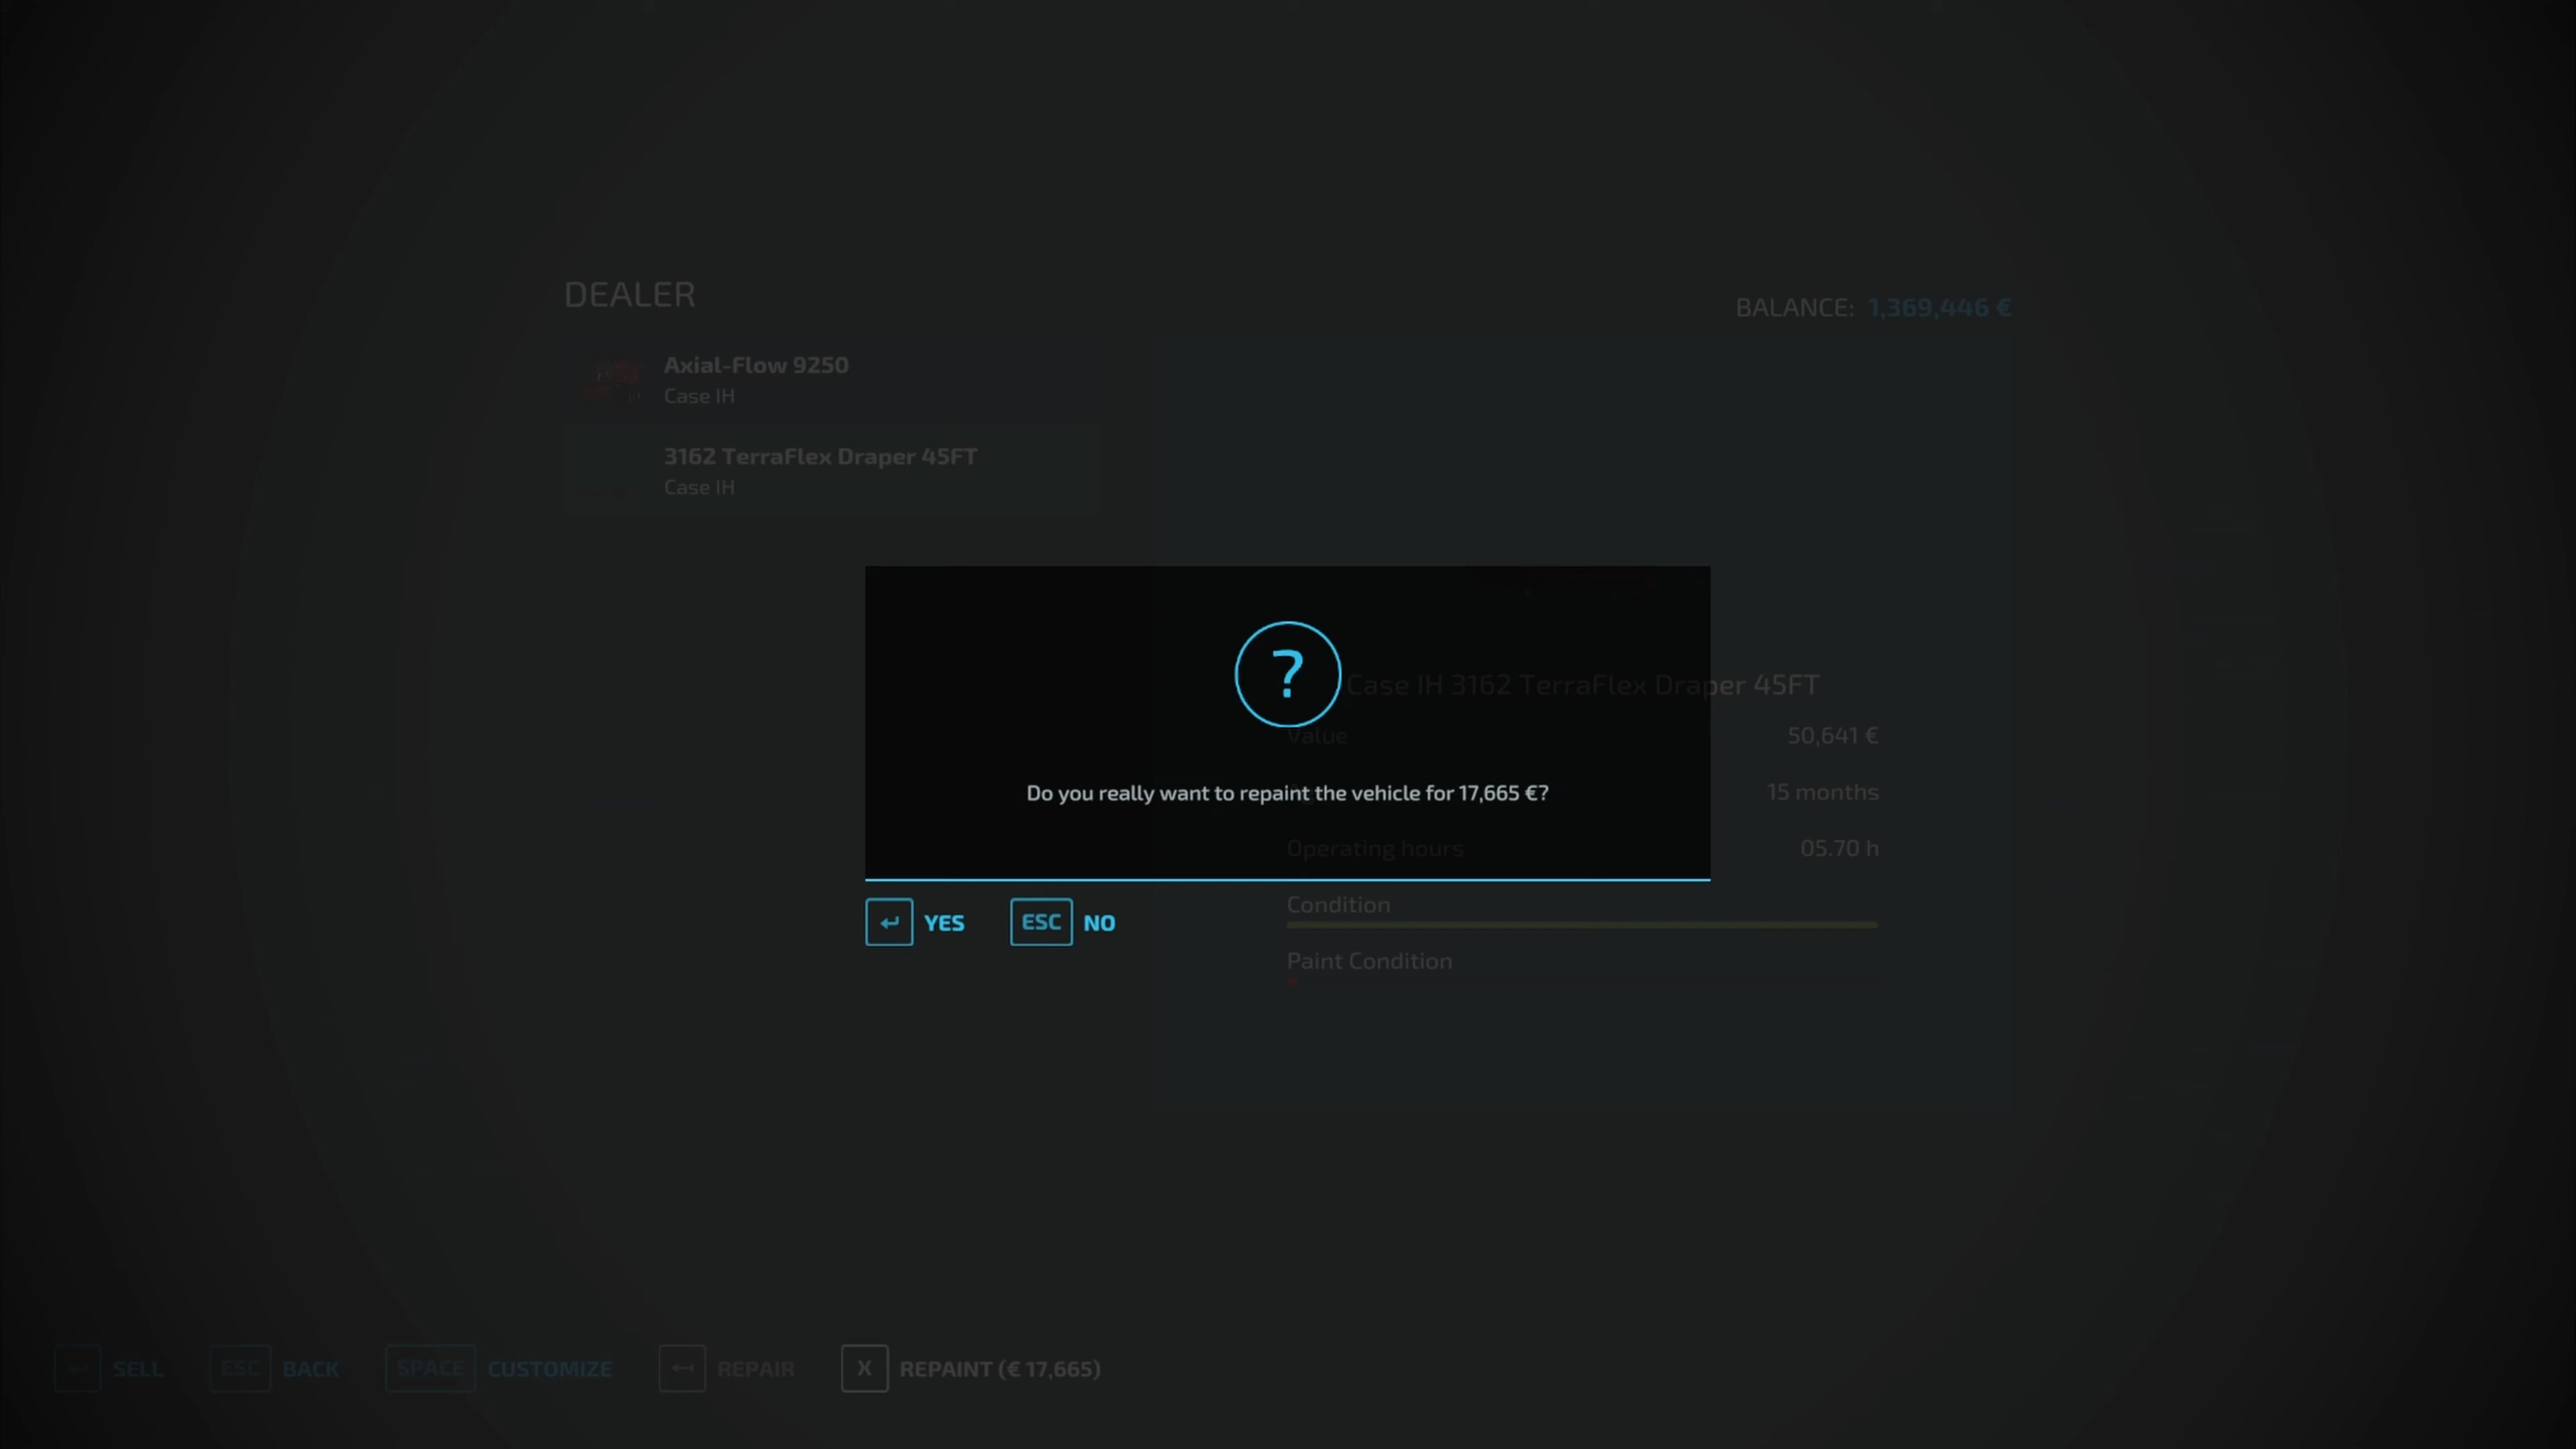 DEALER
BALANCE: 1,369,446 €
Axial-Flow 9250
Case IH
3162 TerraFlex Draper 45FT
Case IH
?
Case IH 3162 TerraFlex Draper 45FT
Value 50,641 €
Do you really want to repaint the vehicle for 17,665 €?
15 months
Operating hours 05.70 h
Condition
YES ESC NO
Paint Condition
SELL ESC BACK SPACE CUSTOMIZE REPAIR X REPAINT (€ 17,665)